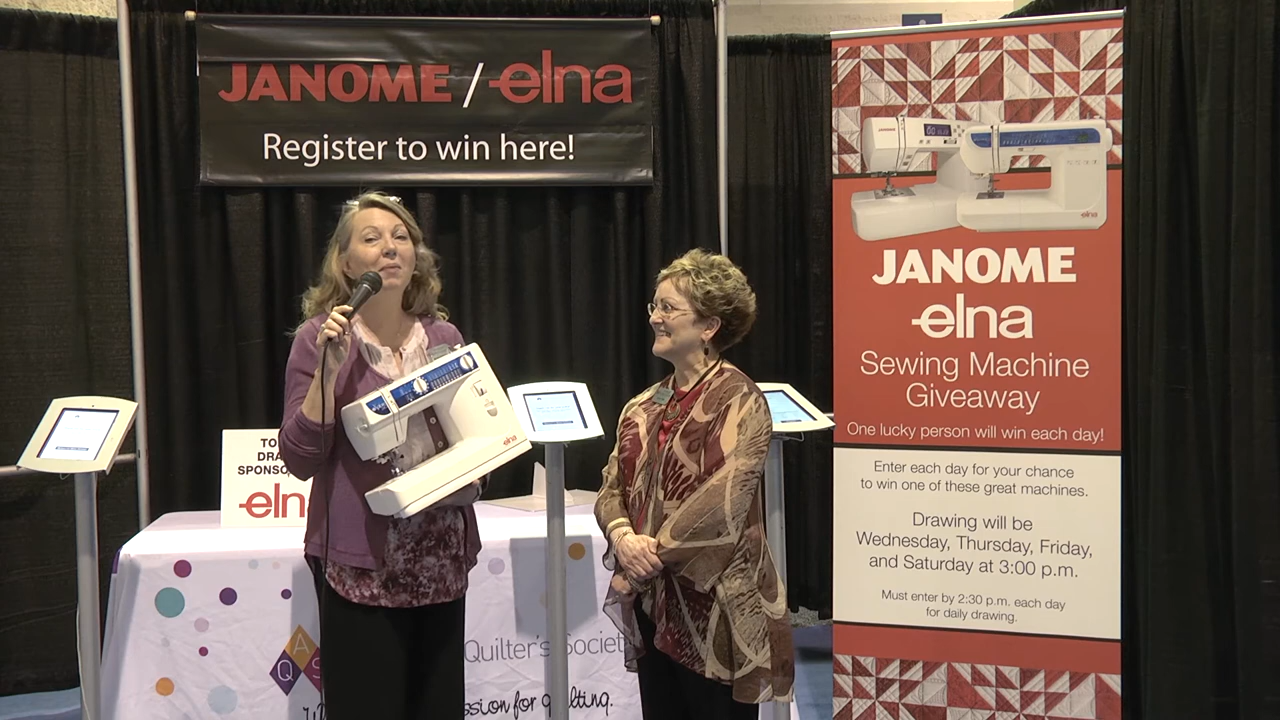 JANOME / elna
Register to win here!
JANOME
elna
JANOME
elna
Sewing Machine
Giveaway
One lucky person will win each day!
Enter each day for your chance
to win one of these great machines.
Drawing will be
Wednesday, Thursday, Friday,
and Saturday at 3:00 p.m.
Must enter by 2:30 p.m. each day
for daily drawing.
elna
A
Q S
Quilter's
for quilting.